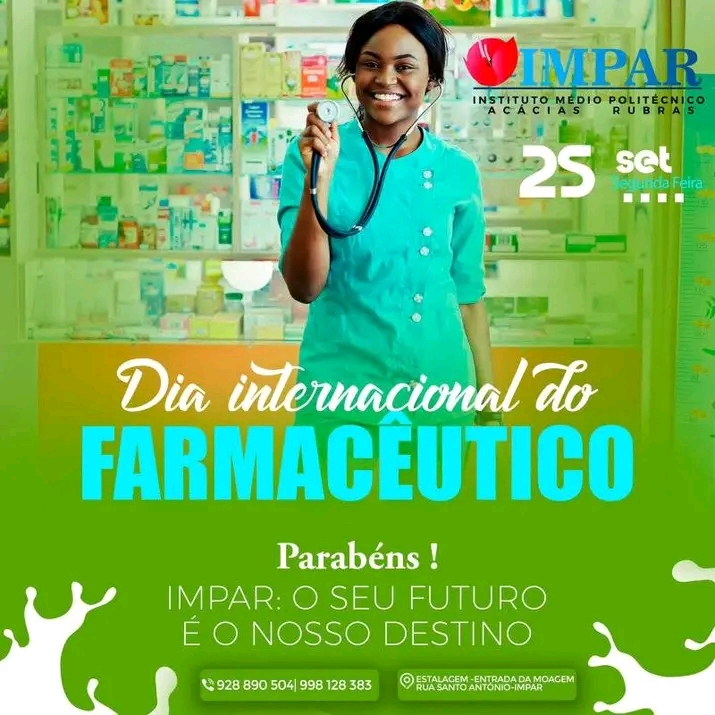 IMPAR
INSTITUTO MÉDIO POLITÉCNICO
ACÁCIAS RUBRAS
25 set
Segunda Feira
Dia internacional do
FARMACÊUTICO
Parabéns !
IMPAR: O SEU FUTURO
É O NOSSO DESTINO
928 890 504| 998 128 383
ESTALAGEM -ENTRADA DA MOAGEM
RUA SANTO ANTÓNIO-IMPAR